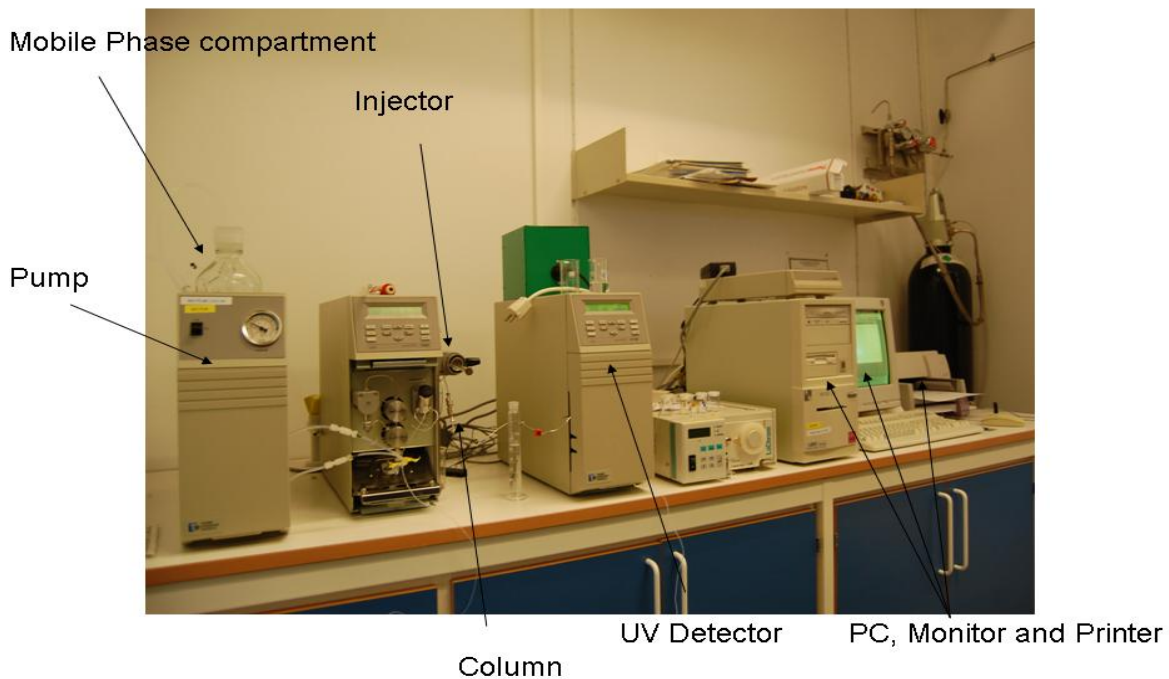 Mobile Phase compartment
Injector
Pump
UV Detector
PC, Monitor and Printer
Column